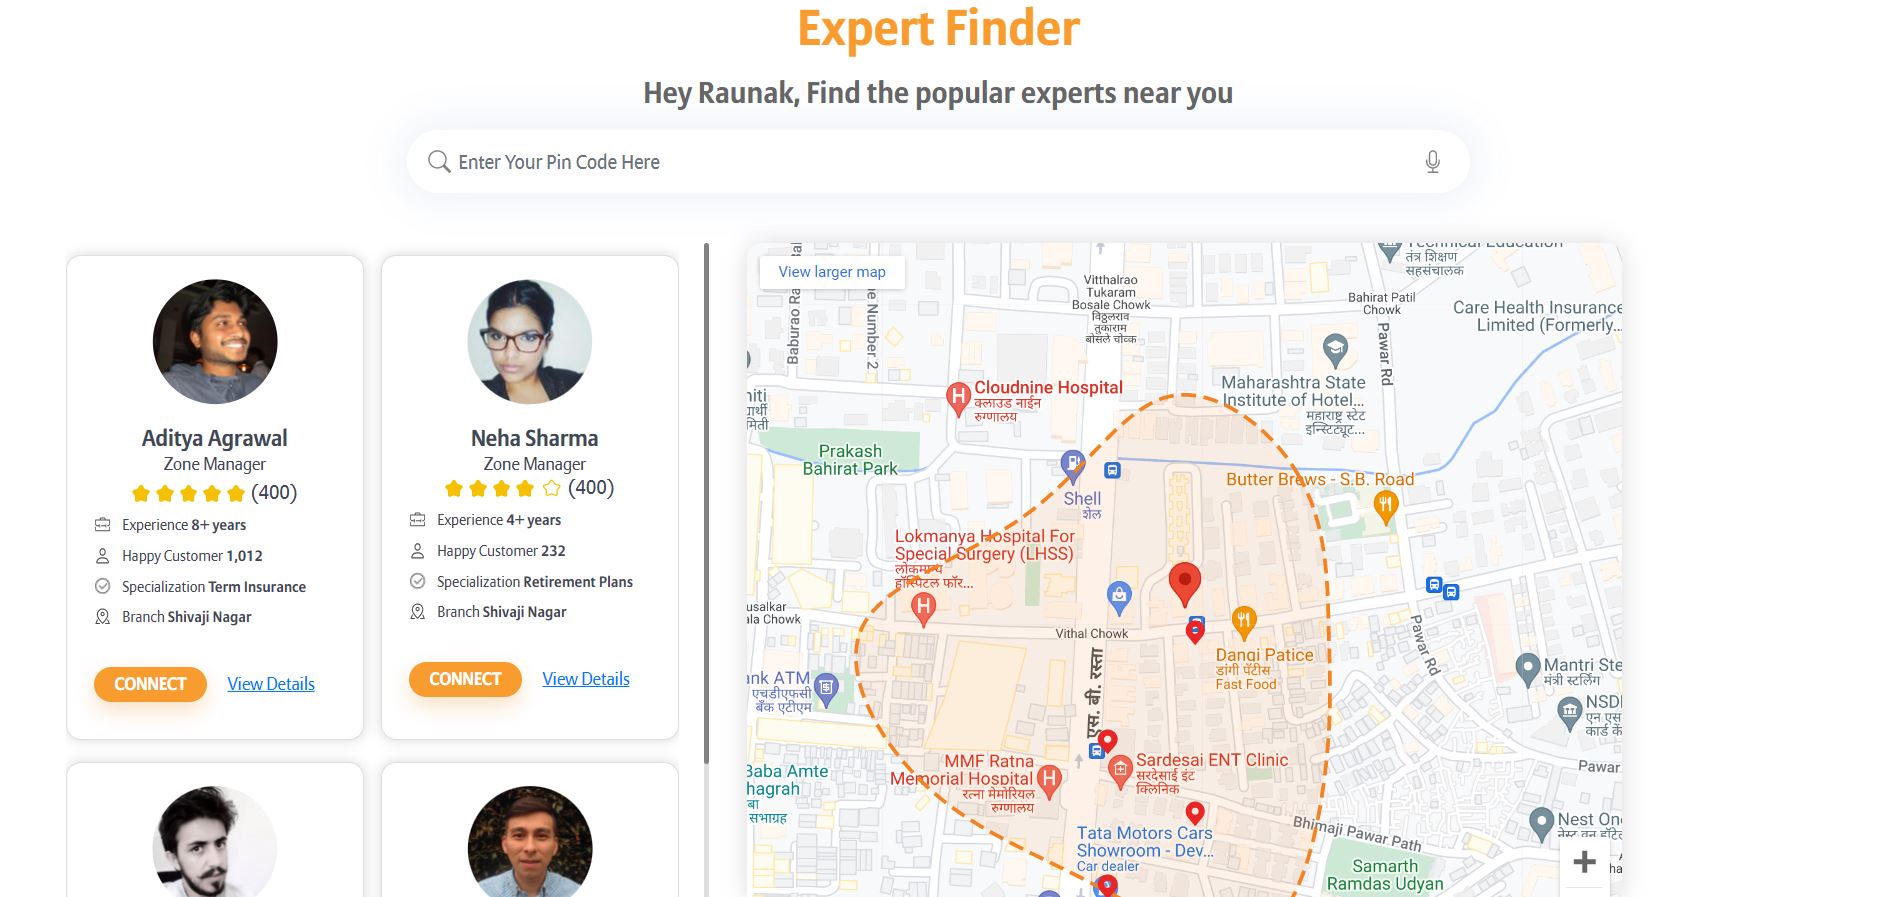 Expert Finder
Hey Raunak, Find the popular experts near you
Enter Your Pin Code Here
Aditya Agrawal
Zone Manager
(400)
Experience 8+ years
Happy Customer 1,012
Specialization Term Insurance
Branch Shivaji Nagar
CONNECT View Details
Neha Sharma
Zone Manager
(400)
Experience 4+ years
Happy Customer 232
Specialization Retirement Plans
Branch Shivaji Nagar
CONNECT View Details
View larger map
Technical Education
तंत्र शिक्षण
सहसंचालक
Vitthalrao
Tukaram
Bosale Chowk
विठ्ठलराव
तुकाराम
बोसले चोव्क
Bahirat Patil
Chowk
Care Health Insurance
Limited (Formerly...
Baburao Ra
ne Number 2
Pawar Rd
Cloudnine Hospital
क्लाउड नाईन
रुग्णालय
Maharashtra State
Institute of Hotel...
महाराष्ट्र स्टेट
इन्स्टिट्यूट...
Prakash
Bahirat Park
Shell
शेल
Butter Brews - S.B. Road
Lokmanya Hospital For
Special Surgery (LHSS)
लोकमान्य
हॉस्पिटल फॉर...
usalkar
ala Chowk
Vithal Chowk
एस. बी. रस्ता
Dangi Patice
डांगी पॅटीस
Fast Food
Pawar Rd
Mantri Ste
मंत्री स्टर्लिंग
nk ATM
एचडीएफसी
बँक एटीएम
NSDL
एन एस
कार्ड कें
Baba Amte
hagrah
बा
सभाग्रह
MMF Ratna
Memorial Hospital
रत्ना मेमोरियल
रुग्णालय
Sardesai ENT Clinic
सरदेसाई इंट
क्लिनिक
Pawar
Tata Motors Cars
Showroom - Dev...
Car dealer
Bhimaji Pawar Path
Nest One
नेस्ट वन हॉटे
Samarth
Ramdas Udyan